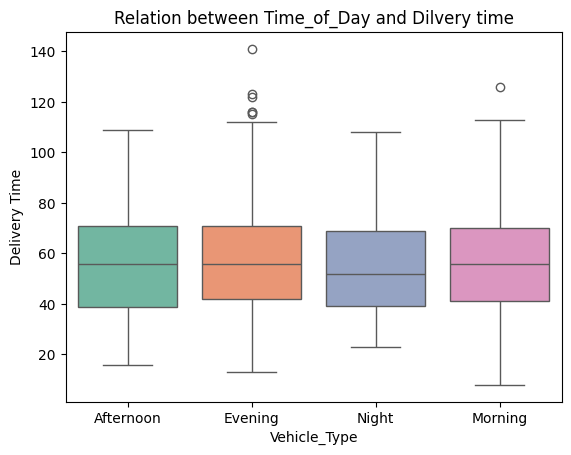 Relation between Time_of_Day and Dilvery time
140
120
100
80
60
40
20
Delivery Time
Afternoon Evening Night Morning
Vehicle_Type